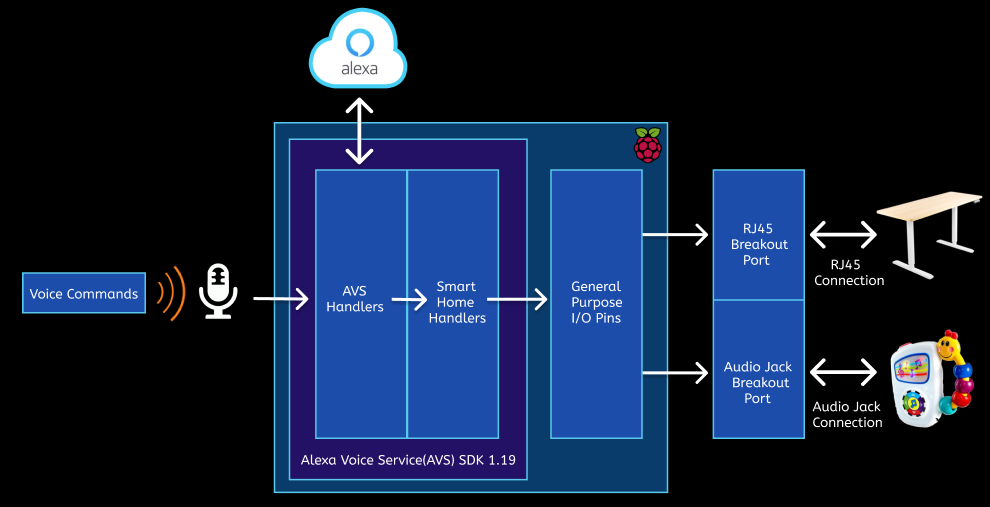 alexa
Voice Commands
AVS
Handlers
Smart
Home
Handlers
Alexa Voice Service(AVS) SDK 1.19
General
Purpose
I/O Pins
RJ45
Breakout
Port
Audio Jack
Breakout
Port
RJ45
Connection
Audio Jack
Connection